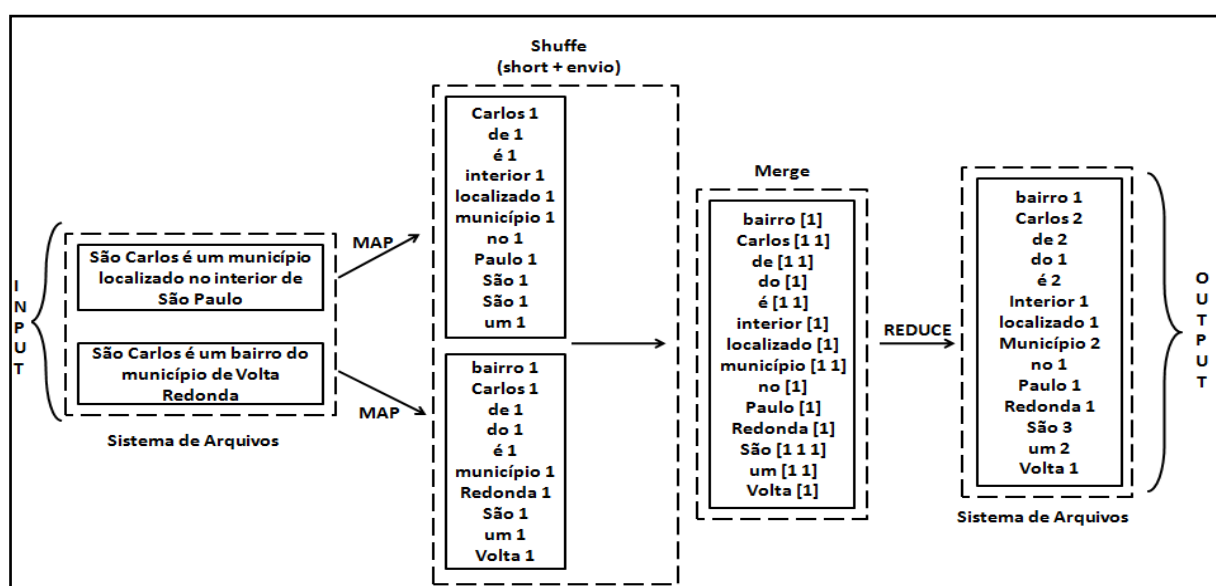 INPUT
São Carlos é um município
localizado no interior de
São Paulo
São Carlos é um bairro do
município de Volta
Redonda
Sistema de Arquivos
MAP
MAP
Shuffe
(short + envio)
Carlos 1
de 1
é 1
interior 1
localizado 1
município 1
no 1
Paulo 1
São 1
São 1
um 1
bairro 1
Carlos 1
de 1
do 1
é 1
município 1
Redonda 1
São 1
um 1
Volta 1
Merge
bairro [1]
Carlos [1 1]
de [1 1]
do [1]
é [1 1]
interior [1]
localizado [1]
município [1 1]
no [1]
Paulo [1]
Redonda [1]
São [1 1 1]
um [1 1]
Volta [1]
REDUCE
bairro 1
Carlos 2
de 2
do 1
é 2
Interior 1
localizado 1
Município 2
no 1
Paulo 1
Redonda 1
São 3
um 2
Volta 1
Sistema de Arquivos
OUTPUT